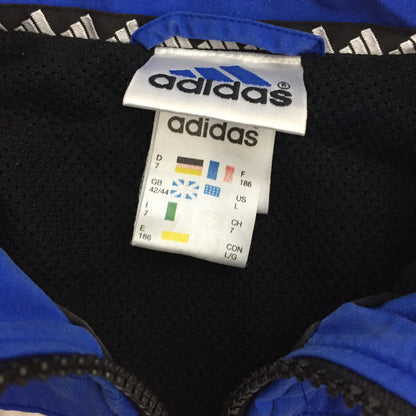 adidas®
adidas
D F
7 186
GB US
42/44 L
I CH
7 7
E CDN
186 L/G